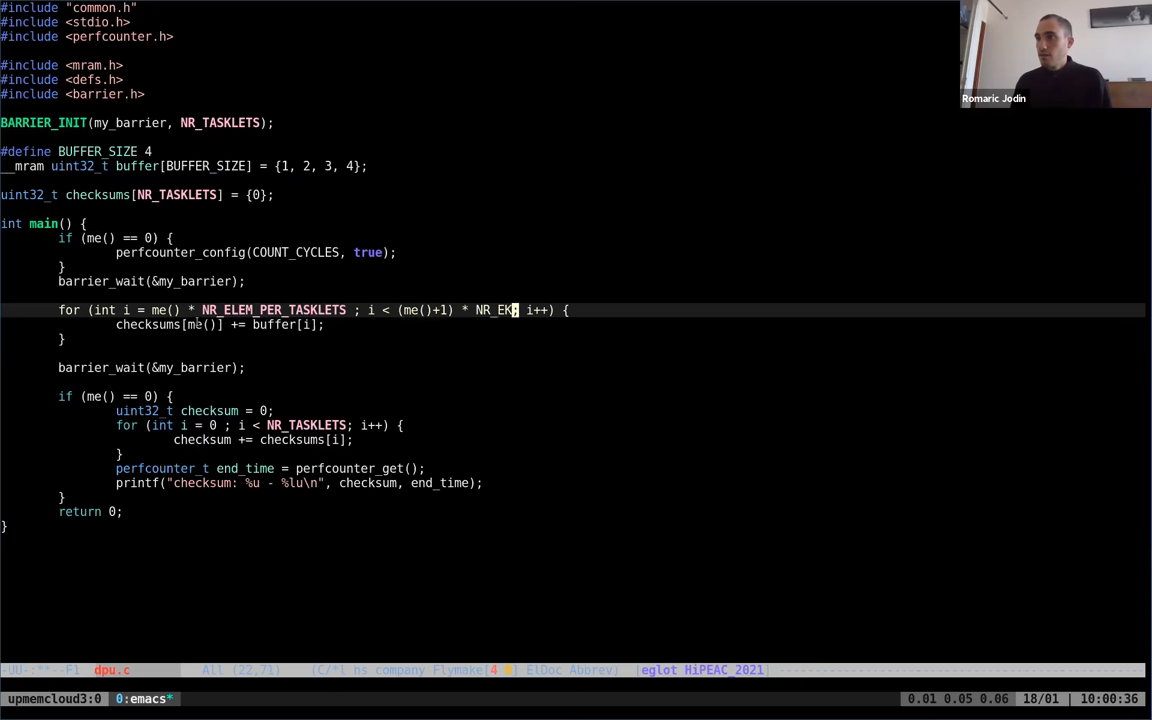 #include "common.h"
#include <stdio.h>
#include <perfcounter.h>
#include <mram.h>
#include <defs.h>
#include <barrier.h>
BARRIER_INIT(my_barrier, NR_TASKLETS);
#define BUFFER_SIZE 4
__mram uint32_t buffer[BUFFER_SIZE] = {1, 2, 3, 4};
uint32_t checksums[NR_TASKLETS] = {0};
int main() {
if (me() == 0) {
perfcounter_config(COUNT_CYCLES, true);
}
barrier_wait(&my_barrier);
for (int i = me() * NR_ELEM_PER_TASKLETS ; i < (me()+1) * NR_EK; i++) {
checksums[me()] += buffer[i];
}
barrier_wait(&my_barrier);
if (me() == 0) {
uint32_t checksum = 0;
for (int i = 0 ; i < NR_TASKLETS; i++) {
checksum += checksums[i];
}
perfcounter_t end_time = perfcounter_get();
printf("checksum: %u - %lu\n", checksum, end_time);
}
return 0;
}
Romaric Jodin
-UU-:**--F1 dpu.c All (22,71) (C/*l hs company Flymake[4 ] ElDoc Abbrev) [eglot HiPEAC_2021]
upmemcloud3:0 0:emacs* 0.01 0.05 0.06 18/01 | 10:00:36